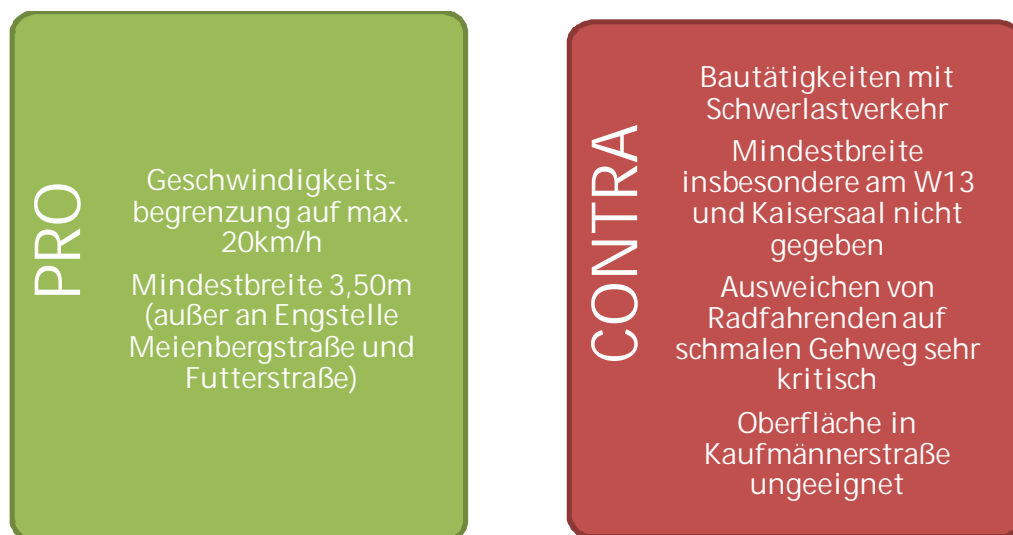 PRO
Geschwindigkeits-
begrenzung auf max.
20km/h
Mindestbreite 3,50m
(außer an Engstelle
Meienbergstraße und
Futterstraße)
CONTRA
Bautätigkeiten mit
Schwerlastverkehr
Mindestbreite
insbesondere am W13
und Kaisersaal nicht
gegeben
Ausweichen von
Radfahrenden auf
schmalen Gehweg sehr
kritisch
Oberfläche in
Kaufmännerstraße
ungeeignet